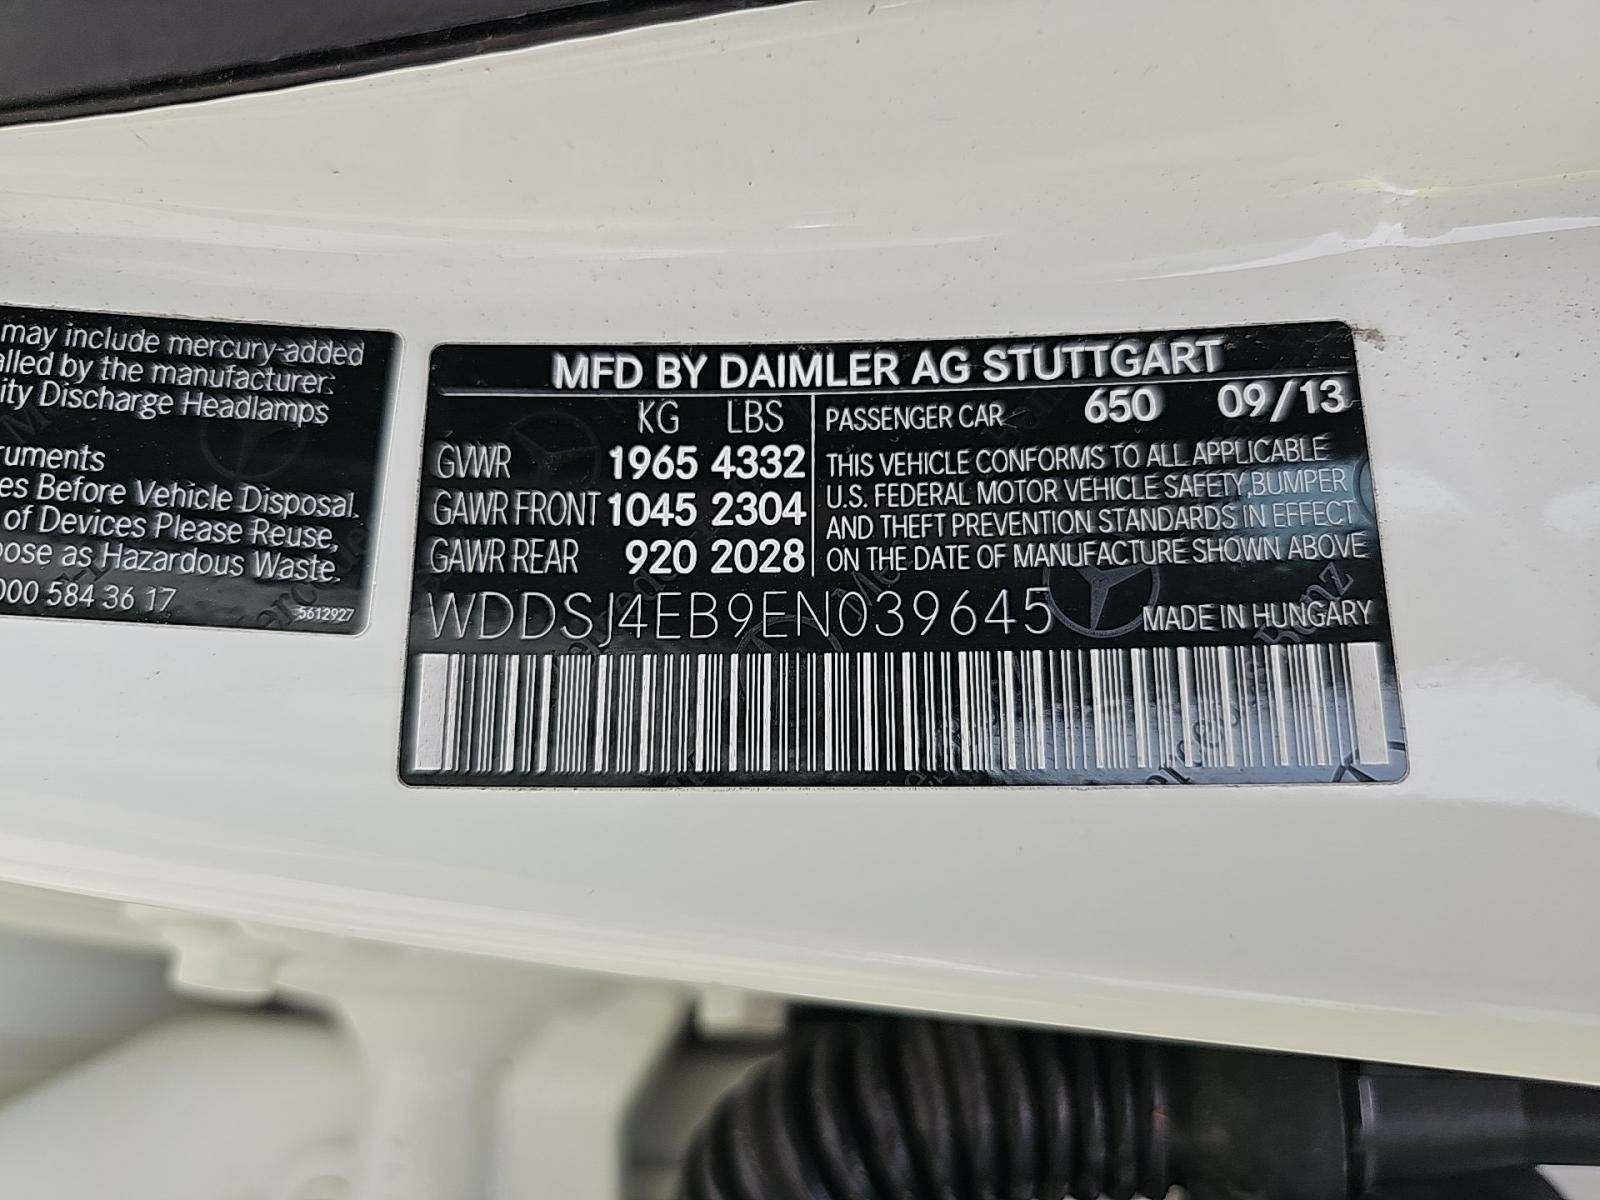 may include mercury-added
alled by the manufacturer:
ity Discharge Headlamps
ruments
es Before Vehicle Disposal.
of Devices Please Reuse,
pose as Hazardous Waste.
000 584 36 17
5612927
MFD BY DAIMLER AG STUTTGART
KG LBS
GVWR 1965 4332
GAWR FRONT 1045 2304
GAWR REAR 920 2028
PASSENGER CAR 650 09/13
THIS VEHICLE CONFORMS TO ALL APPLICABLE
U.S. FEDERAL MOTOR VEHICLE SAFETY,BUMPER
AND THEFT PREVENTION STANDARDS IN EFFECT
ON THE DATE OF MANUFACTURE SHOWN ABOVE
WDDSJ4EB9EN039645
MADE IN HUNGARY